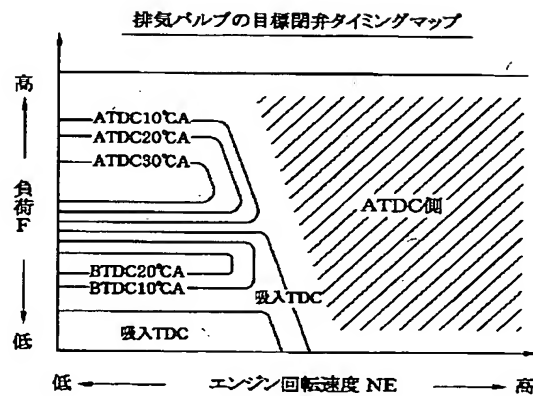 排気バルブの目標閉弁タイミングマップ
高
ATDC10℃A
ATDC20℃A
ATDC30℃A
負荷F
ATDC側
BTDC20℃A
BTDC10℃A
吸入TDC
吸入TDC
低
低
エンジン回転速度 NE
高